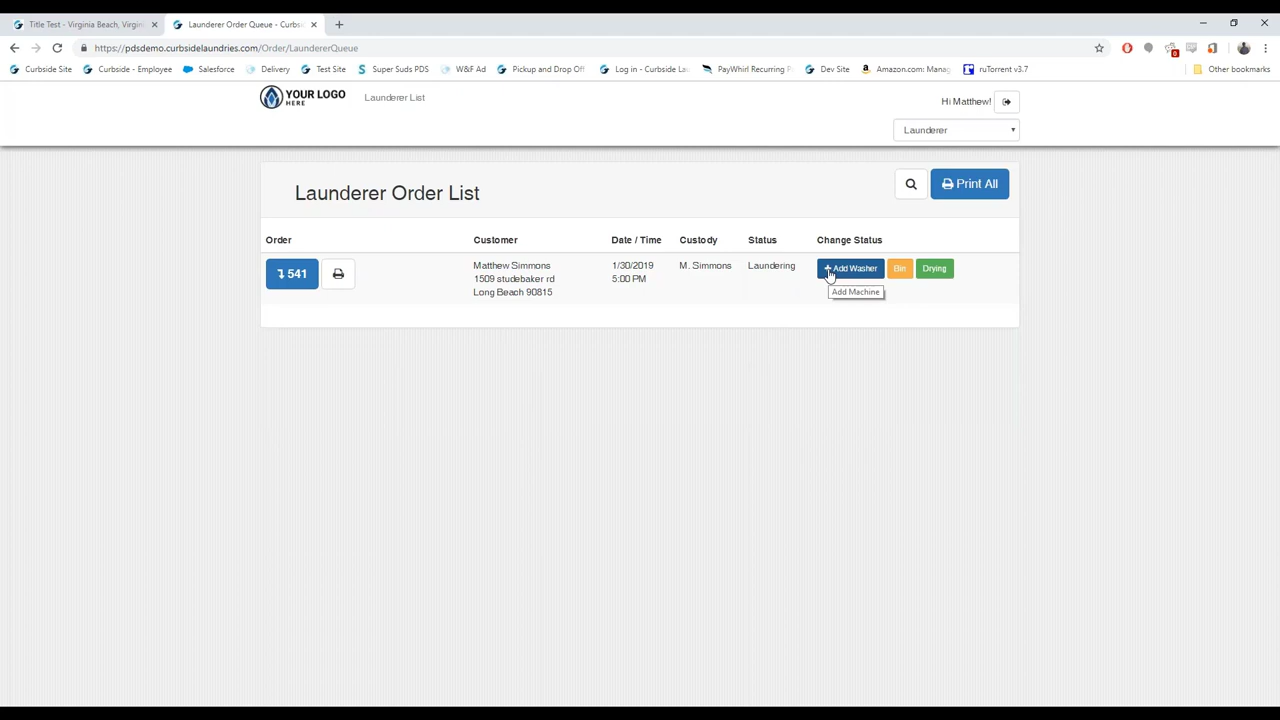 Title Test - Virginia Beach, Virgini
Launderer Order Queue - Curbs
https://pdsdemo.curbsidelaundries.com/Order/LaundererQueue
0
Curbside Site
Curbside - Employee
Salesforce
Delivery
Test Site
Super Suds PDS
W&F Ad
Pickup and Drop Off
Log in - Curbside La
PayWhirl Recurring P
Dev Site
Amazon.com: Manag
ruTorrent v3.7
Other bookmarks
YOUR LOGO
HERE
Launderer List
Hi Matthew!
Launderer
Launderer Order List
Print All
Order Customer Date / Time Custody Status Change Status
541
Matthew Simmons
1509 studebaker rd
Long Beach 90815
1/30/2019
5:00 PM
M. Simmons
Laundering
+ Add Washer
Bin
Drying
Add Machine